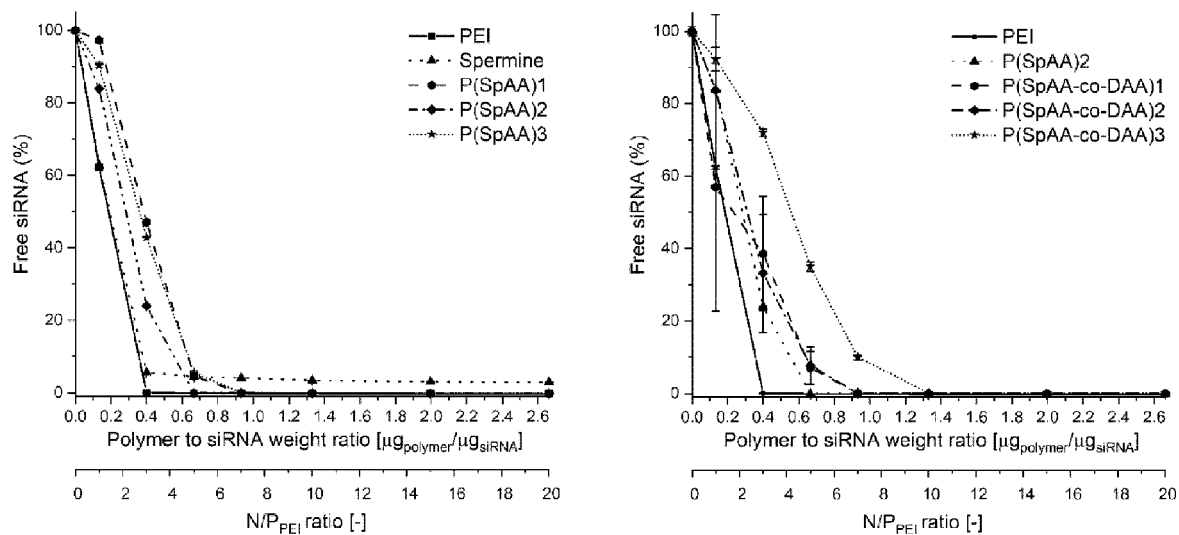 100
80
60
40
20
0
Free siRNA (%)
PEI
Spermine
P(SpAA)1
P(SpAA)2
P(SpAA)3
0.0 0.2 0.4 0.6 0.8 1.0 1.2 1.4 1.6 1.8 2.0 2.2 2.4 2.6
Polymer to siRNA weight ratio [µgpolymer/µgsiRNA]
0 2 4 6 8 10 12 14 16 18 20
N/PPEI ratio [-]
100
80
60
40
20
0
Free siRNA (%)
PEI
P(SpAA)2
P(SpAA-co-DAA)1
P(SpAA-co-DAA)2
P(SpAA-co-DAA)3
0.0 0.2 0.4 0.6 0.8 1.0 1.2 1.4 1.6 1.8 2.0 2.2 2.4 2.6
Polymer to siRNA weight ratio [µgpolymer/µgsiRNA]
0 2 4 6 8 10 12 14 16 18 20
N/PPEI ratio [-]